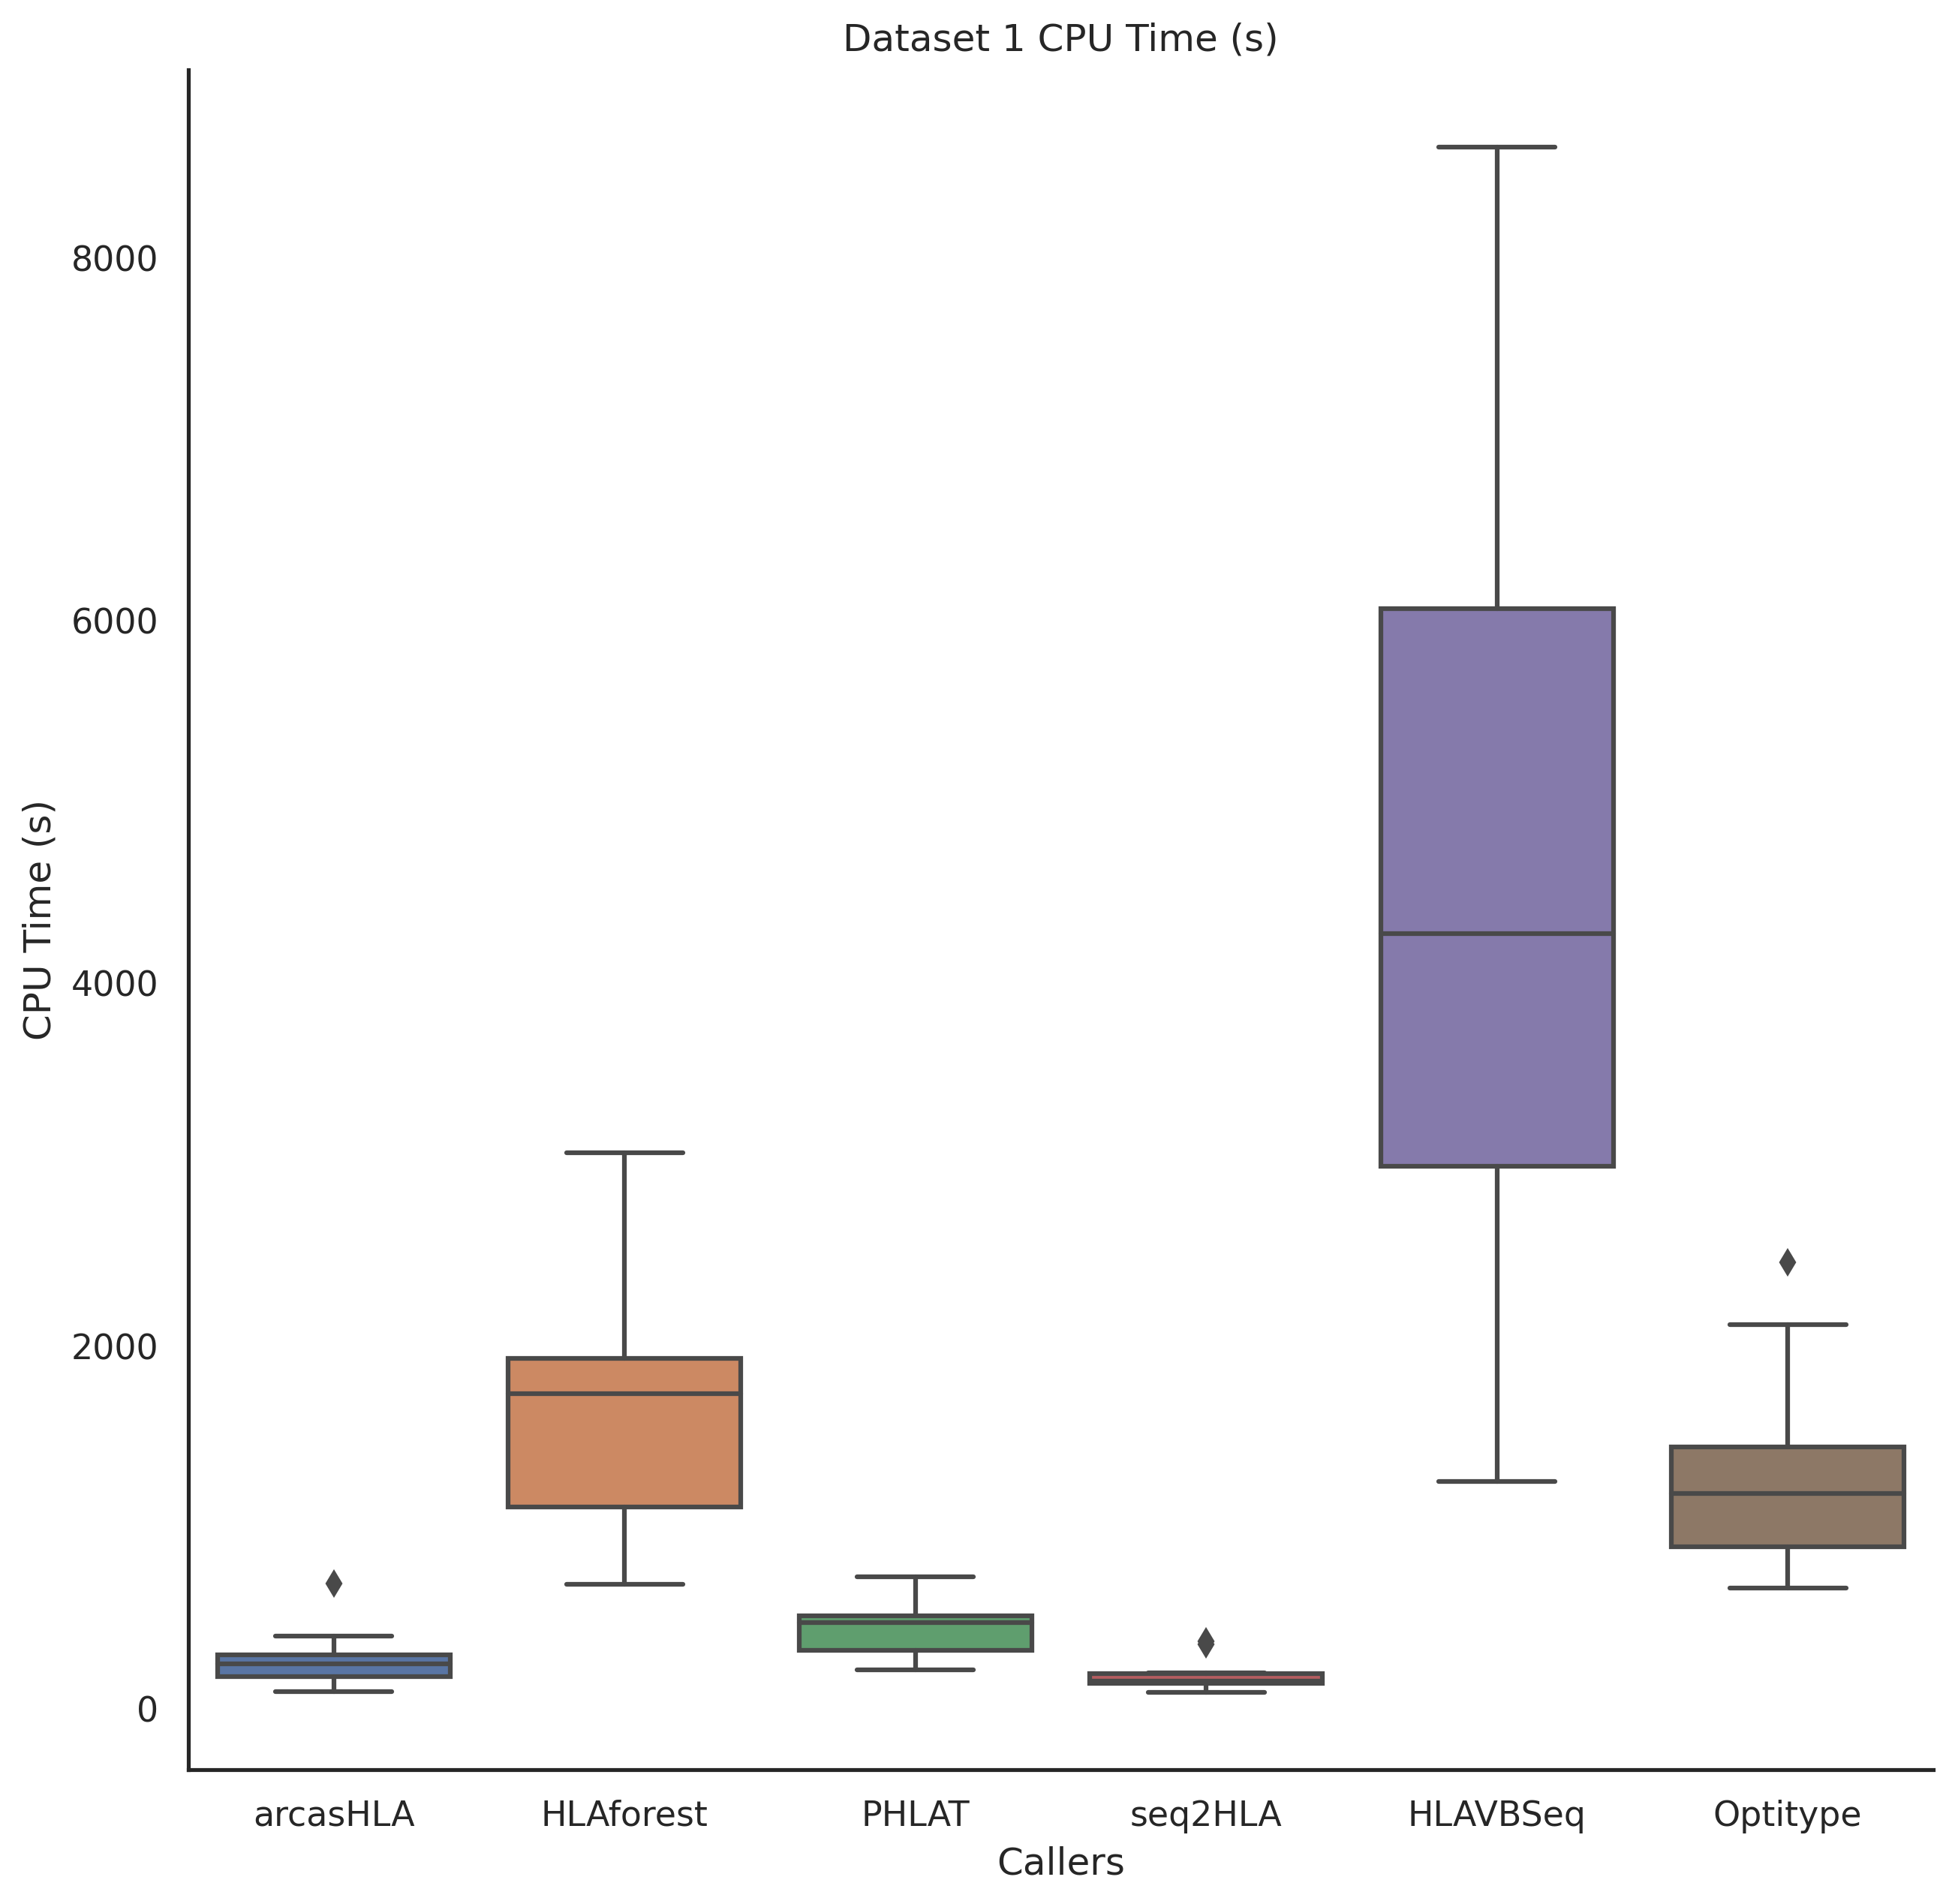 Dataset 1 CPU Time (s)
8000
6000
4000
2000
0
CPU Time (s)
arcasHLA HLAforest PHLAT seq2HLA HLAVBSeq Optitype
Callers